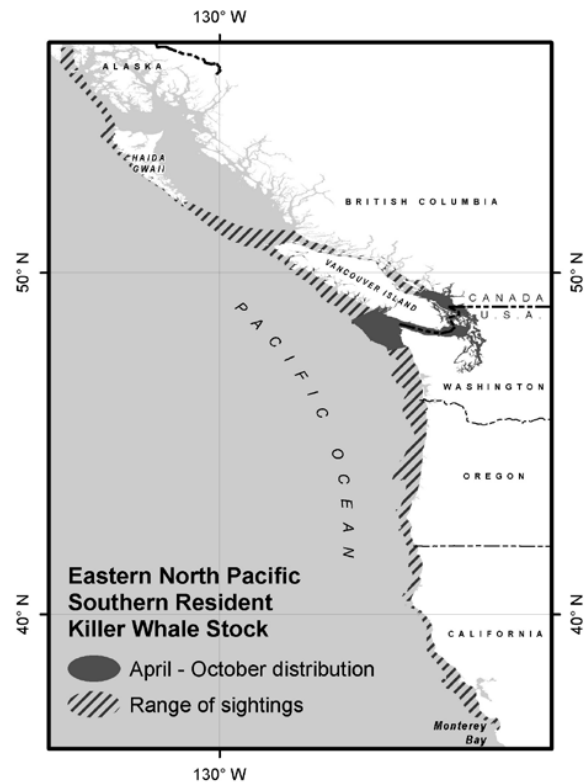 130° W
ALASKA
HAIDA
GWAII
BRITISH COLUMBIA
50° N
50° N
VANCOUVER ISLAND
CANADA
U.S.A.
PACIFIC OCEAN
WASHINGTON
OREGON
Eastern North Pacific
Southern Resident
Killer Whale Stock
40° N
40° N
CALIFORNIA
April - October distribution
Range of sightings
Monterey
Bay
130° W